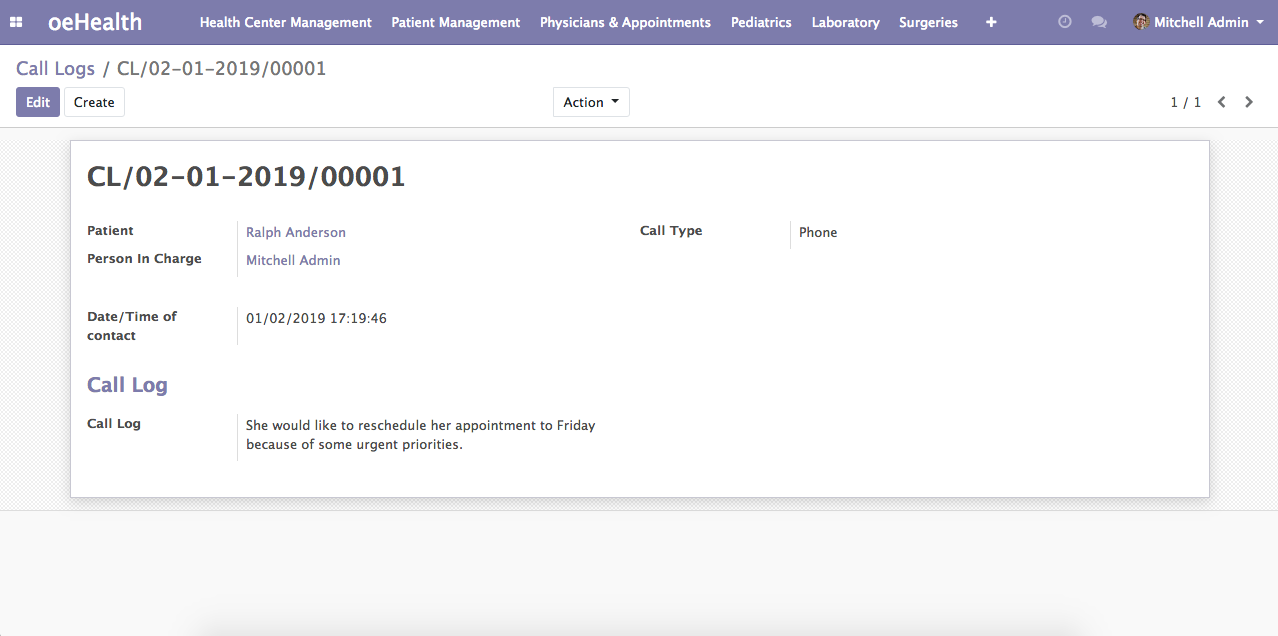 oeHealth Health Center Management Patient Management Physicians & Appointments Pediatrics Laboratory Surgeries + Mitchell Admin
Call Logs / CL/02-01-2019/00001
Edit Create Action 1 / 1
CL/02-01-2019/00001
Patient Ralph Anderson Call Type Phone
Person In Charge Mitchell Admin
Date/Time of
contact
01/02/2019 17:19:46
Call Log
Call Log
She would like to reschedule her appointment to Friday
because of some urgent priorities.